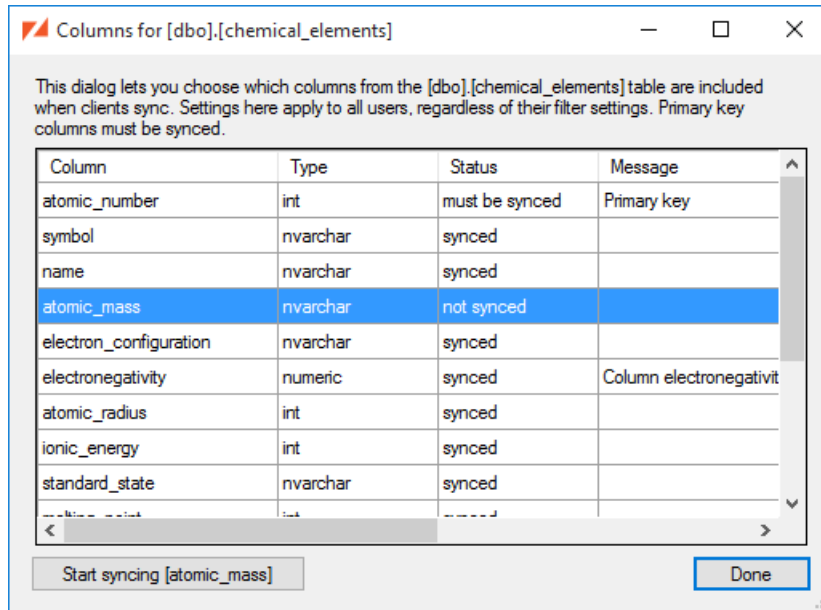 Columns for [dbo].[chemical_elements]
This dialog lets you choose which columns from the [dbo].[chemical_elements] table are included
when clients sync. Settings here apply to all users, regardless of their filter settings. Primary key
columns must be synced.
Column Type Status Message
atomic_number int must be synced Primary key
symbol nvarchar synced
name nvarchar synced
atomic_mass nvarchar not synced
electron_configuration nvarchar synced
electronegativity numeric synced Column electronegativit
atomic_radius int synced
ionic_energy int synced
standard_state nvarchar synced
melting_point int synced
Start syncing [atomic_mass] Done